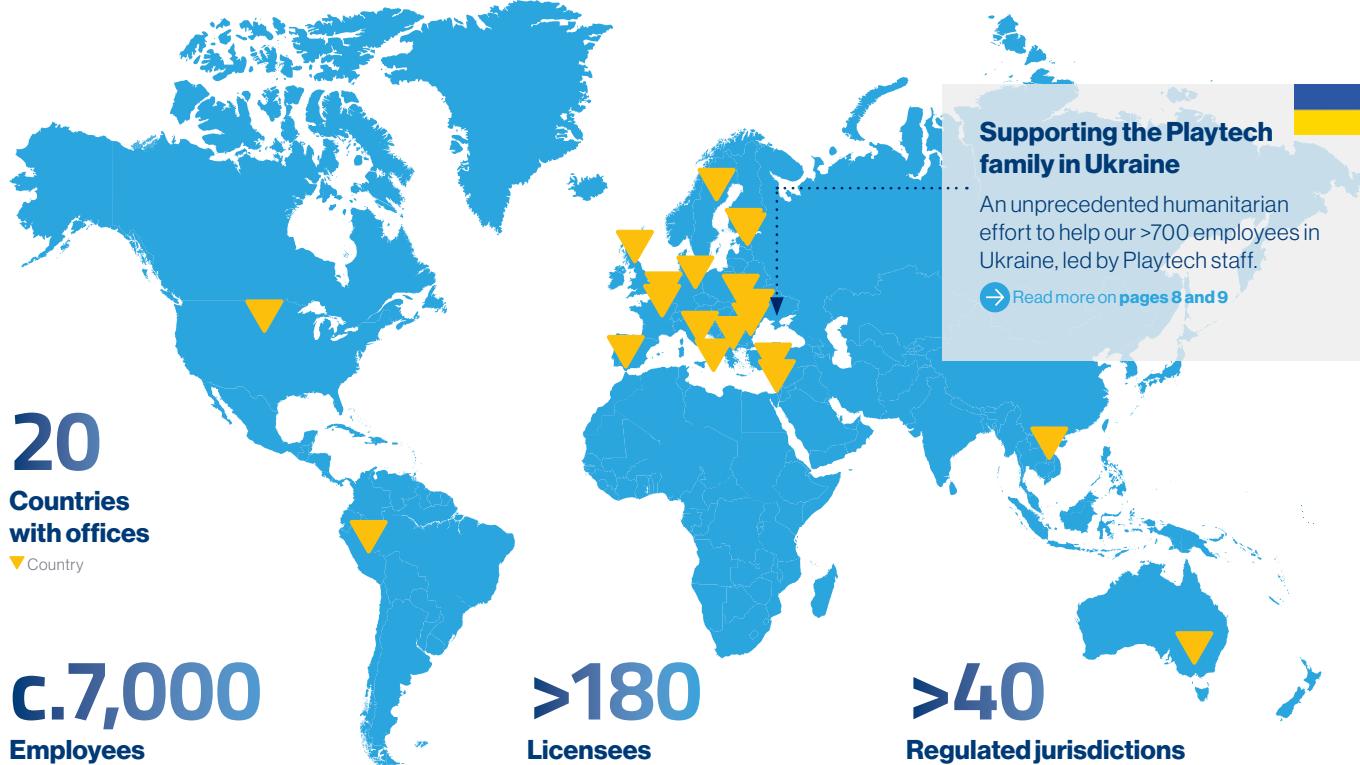 Supporting the Playtech
family in Ukraine
An unprecedented humanitarian
effort to help our >700 employees in
Ukraine, led by Playtech staff.
Read more on pages 8 and 9
20
Countries
with offices
Country
c.7,000
Employees
>180
Licensees
>40
Regulated jurisdictions